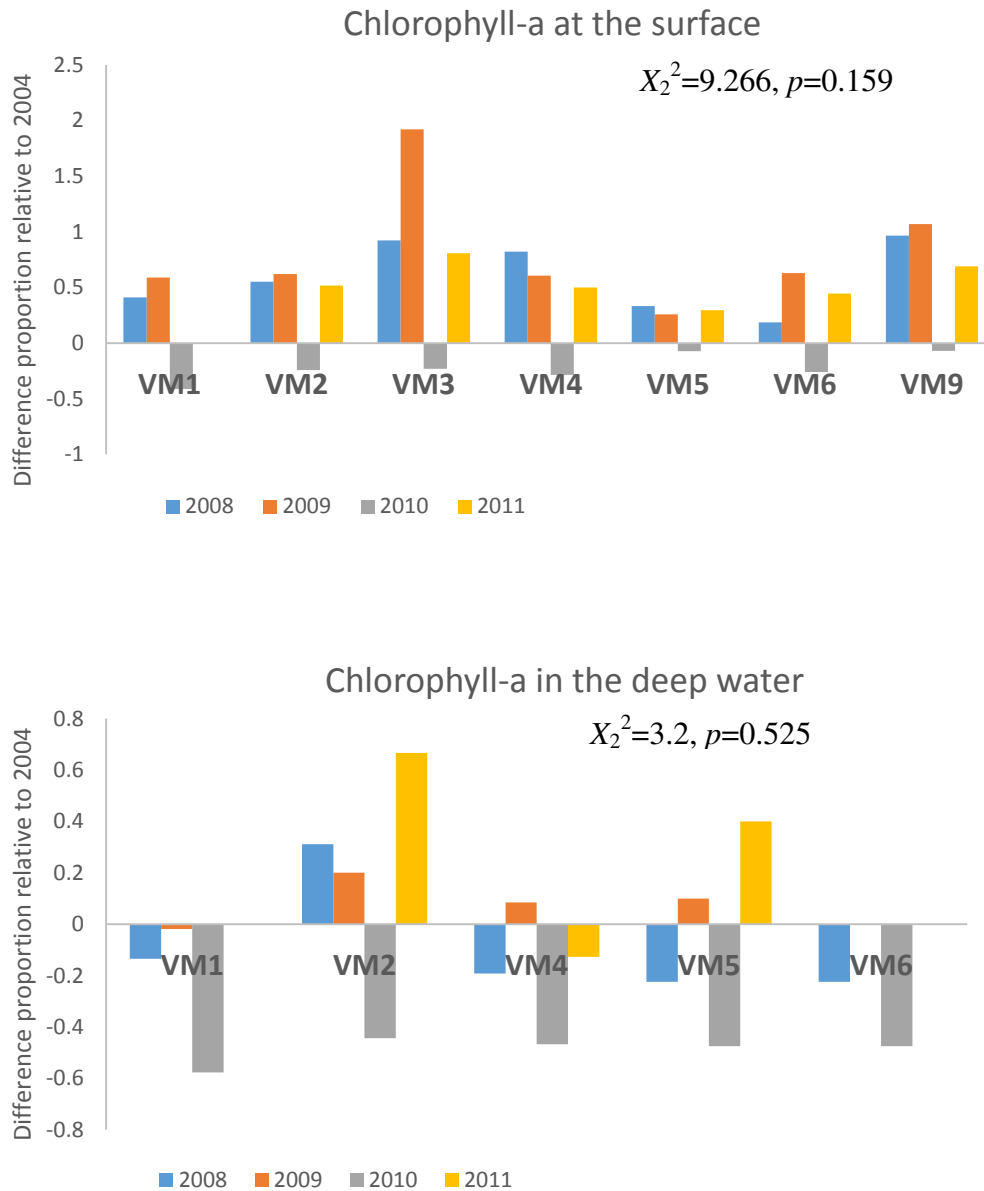 Chlorophyll-a at the surface
X₂²=9.266, p=0.159
Difference proportion relative to 2004
2.5
2
1.5
1
0.5
0
-0.5
-1
VM1 VM2 VM3 VM4 VM5 VM6 VM9
2008 2009 2010 2011
Chlorophyll-a in the deep water
X₂²=3.2, p=0.525
Difference proportion relative to 2004
0.8
0.6
0.4
0.2
0
-0.2
-0.4
-0.6
-0.8
VM1 VM2 VM4 VM5 VM6
2008 2009 2010 2011